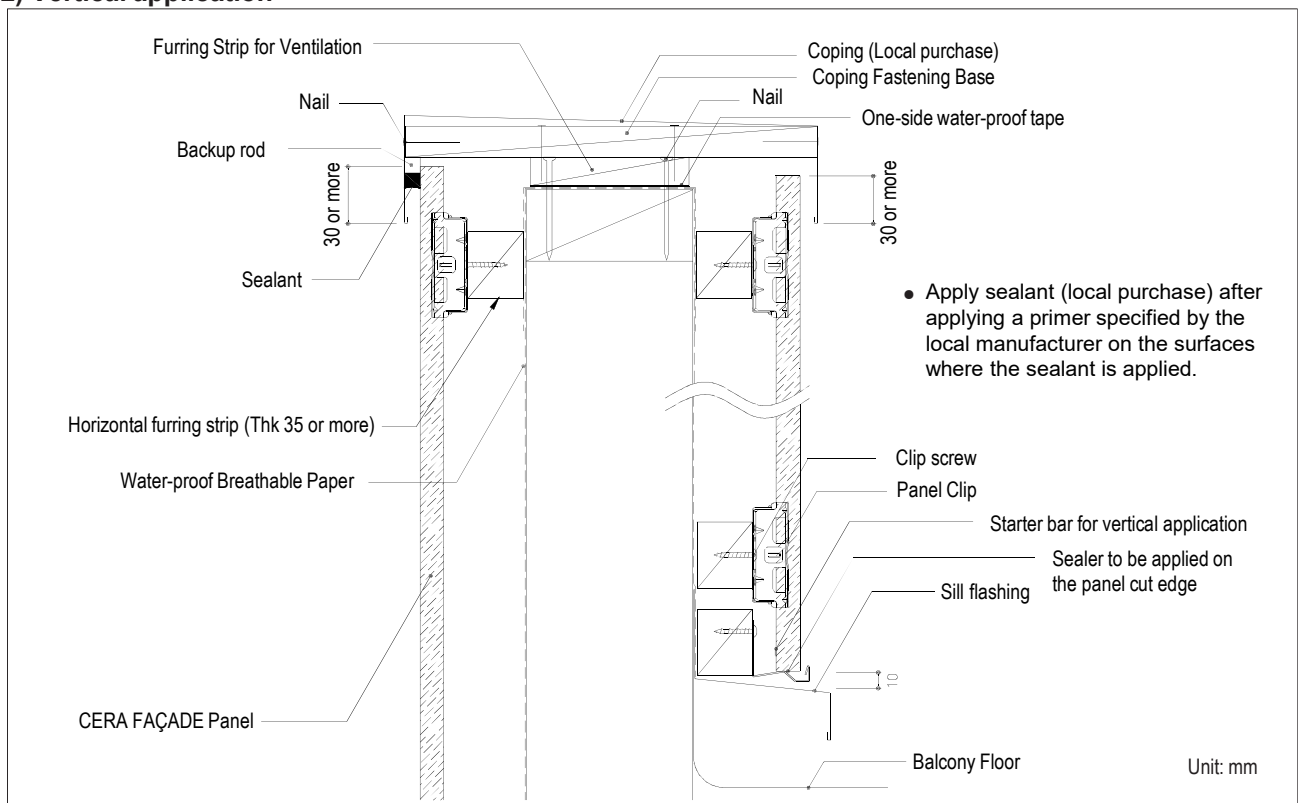 Furring Strip for Ventilation
Coping (Local purchase)
Coping Fastening Base
Nail
Nail
One-side water-proof tape
Backup rod
30 or more
30 or more
Sealant
● Apply sealant (local purchase) after
applying a primer specified by the
local manufacturer on the surfaces
where the sealant is applied.
Horizontal furring strip (Thk 35 or more)
Water-proof Breathable Paper
Clip screw
Panel Clip
Starter bar for vertical application
Sealer to be applied on
the panel cut edge
Sill flashing
10
CERA FAÇADE Panel
Balcony Floor
Unit: mm